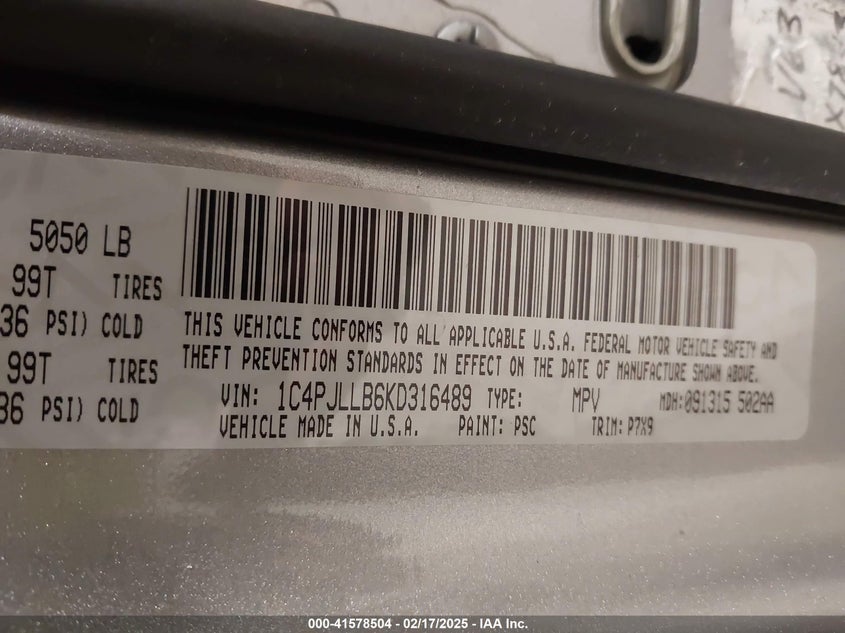 5050 LB
99T TIRES
36 PSI) COLD
99T TIRES
36 PSI) COLD
THIS VEHICLE CONFORMS TO ALL APPLICABLE U.S.A. FEDERAL MOTOR VEHICLE SAFETY AND
THEFT PREVENTION STANDARDS IN EFFECT ON THE DATE OF MANUFACTURE SHOWN ABOVE.
VIN: 1C4PJLLB6KD316489 TYPE: MPV MDH:091315 502AA
VEHICLE MADE IN U.S.A. PAINT: PSC TRIM: P7X9
000-41578504 - 02/17/2025 - IAA Inc.